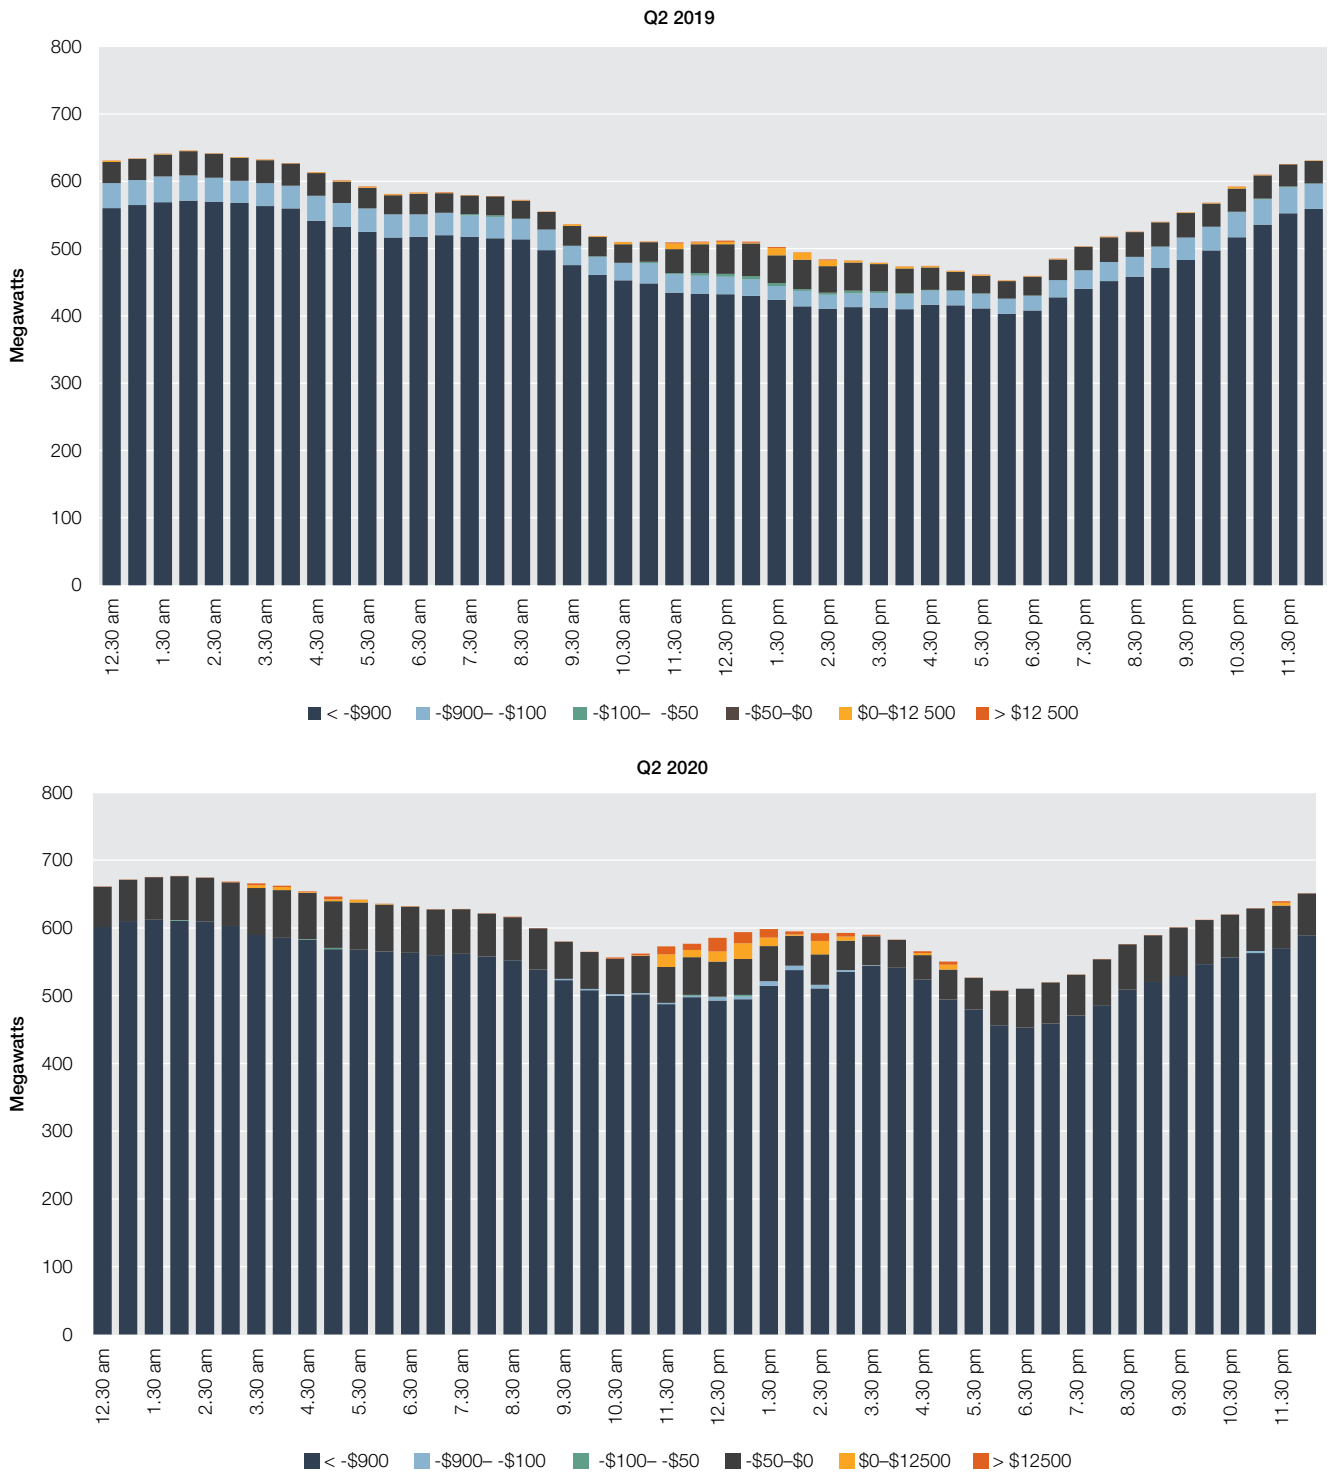 Q2 2019
800
700
600
500
400
300
200
100
0
Megawatts
12.30 am
1.30 am
2.30 am
3.30 am
4.30 am
5.30 am
6.30 am
7.30 am
8.30 am
9.30 am
10.30 am
11.30 am
12.30 pm
1.30 pm
2.30 pm
3.30 pm
4.30 pm
5.30 pm
6.30 pm
7.30 pm
8.30 pm
9.30 pm
10.30 pm
11.30 pm
< -$900 -$900– -$100 -$100– -$50 -$50–$0 $0–$12 500 > $12 500
Q2 2020
800
700
600
500
400
300
200
100
0
Megawatts
12.30 am
1.30 am
2.30 am
3.30 am
4.30 am
5.30 am
6.30 am
7.30 am
8.30 am
9.30 am
10.30 am
11.30 am
12.30 pm
1.30 pm
2.30 pm
3.30 pm
4.30 pm
5.30 pm
6.30 pm
7.30 pm
8.30 pm
9.30 pm
10.30 pm
11.30 pm
< -$900 -$900– -$100 -$100– -$50 -$50–$0 $0–$12500 > $12500